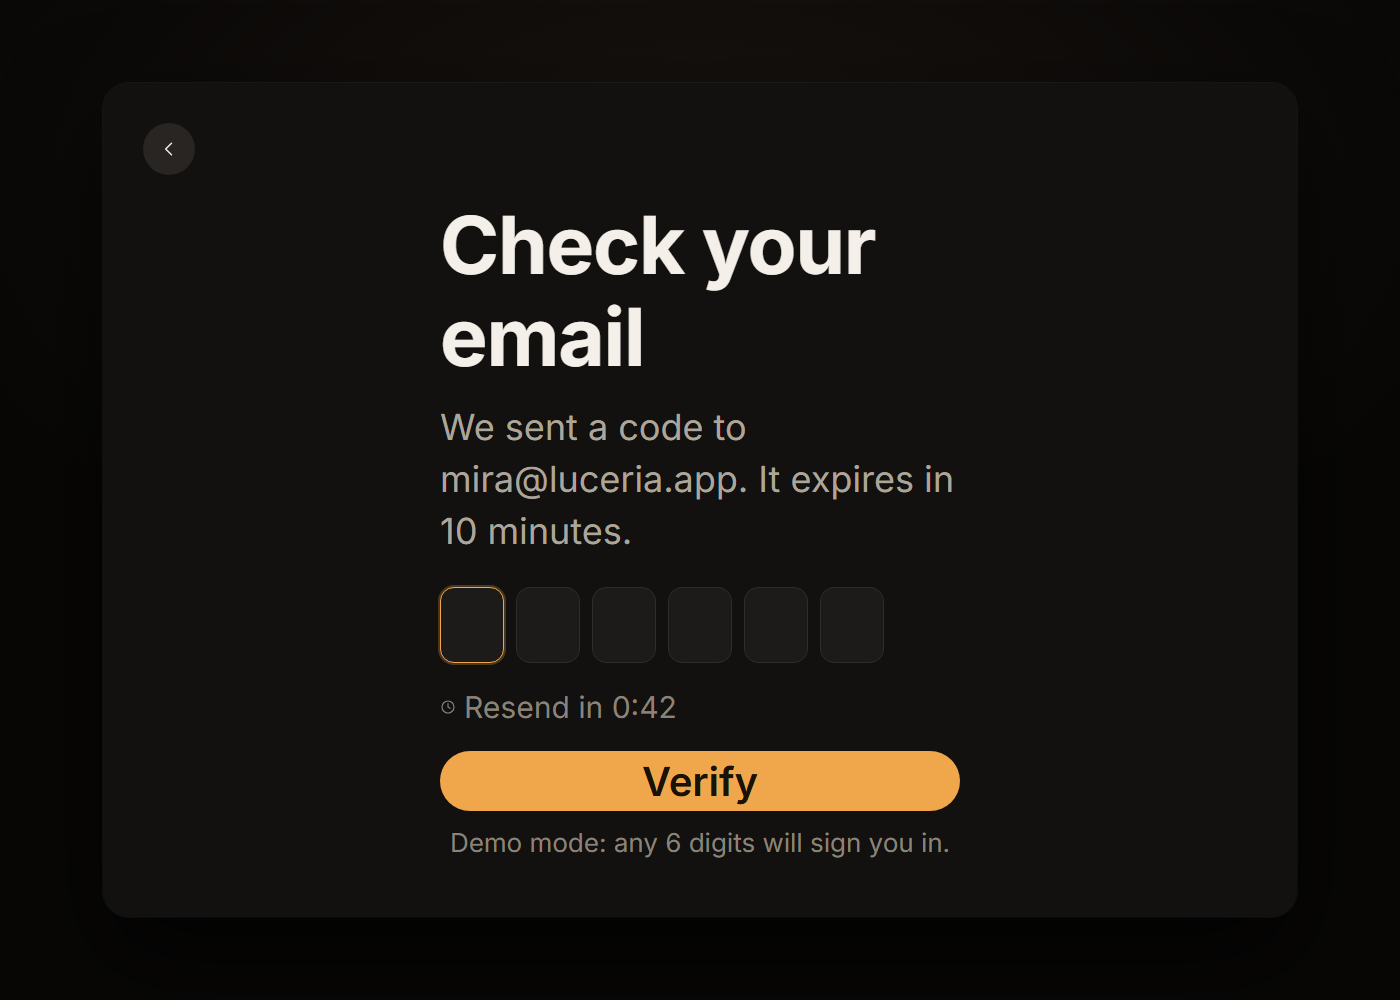 Check your
email
We sent a code to
mira@luceria.app. It expires in
10 minutes.
Resend in 0:42
Verify
Demo mode: any 6 digits will sign you in.